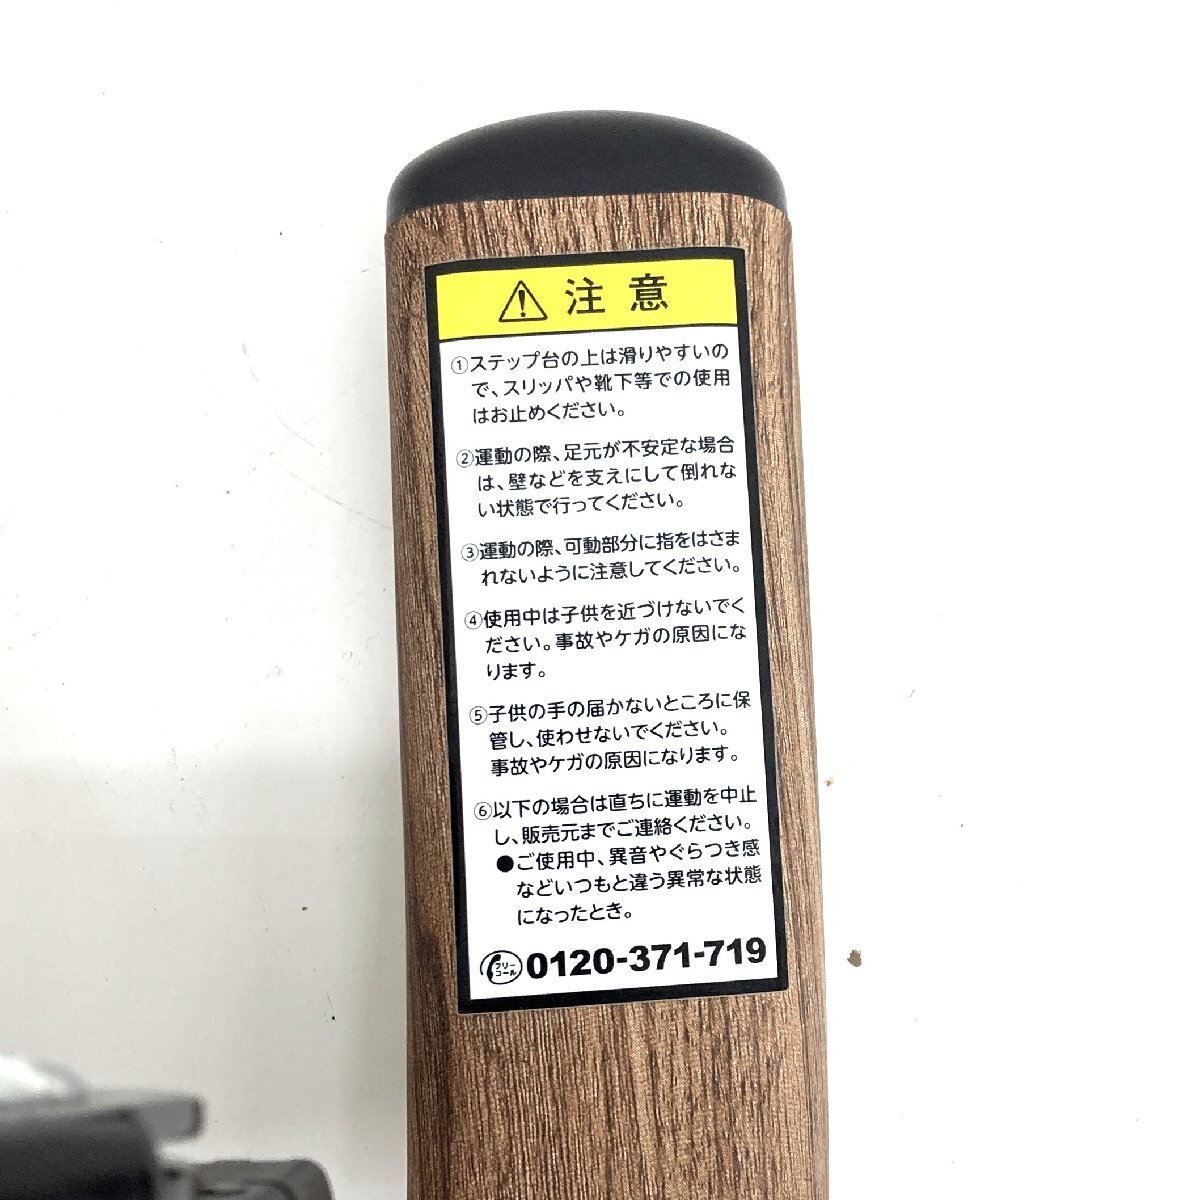 注意
①ステップ台の上は滑りやすいの
で、スリッパや靴下等での使用
はお止めください。
②運動の際、足元が不安定な場合
は、壁などを支えにして倒れな
い状態で行ってください。
③運動の際、可動部分に指をはさま
れないように注意してください。
④使用中は子供を近づけないでく
ださい。事故やケガの原因にな
ります。
⑤子供の手の届かないところに保
管し、使わせないでください。
事故やケガの原因になります。
⑥以下の場合は直ちに運動を中止
し、販売元までご連絡ください。
●ご使用中、異音やぐらつき感
などいつもと違う異常な状態
になったとき。
フリーコール 0120-371-719